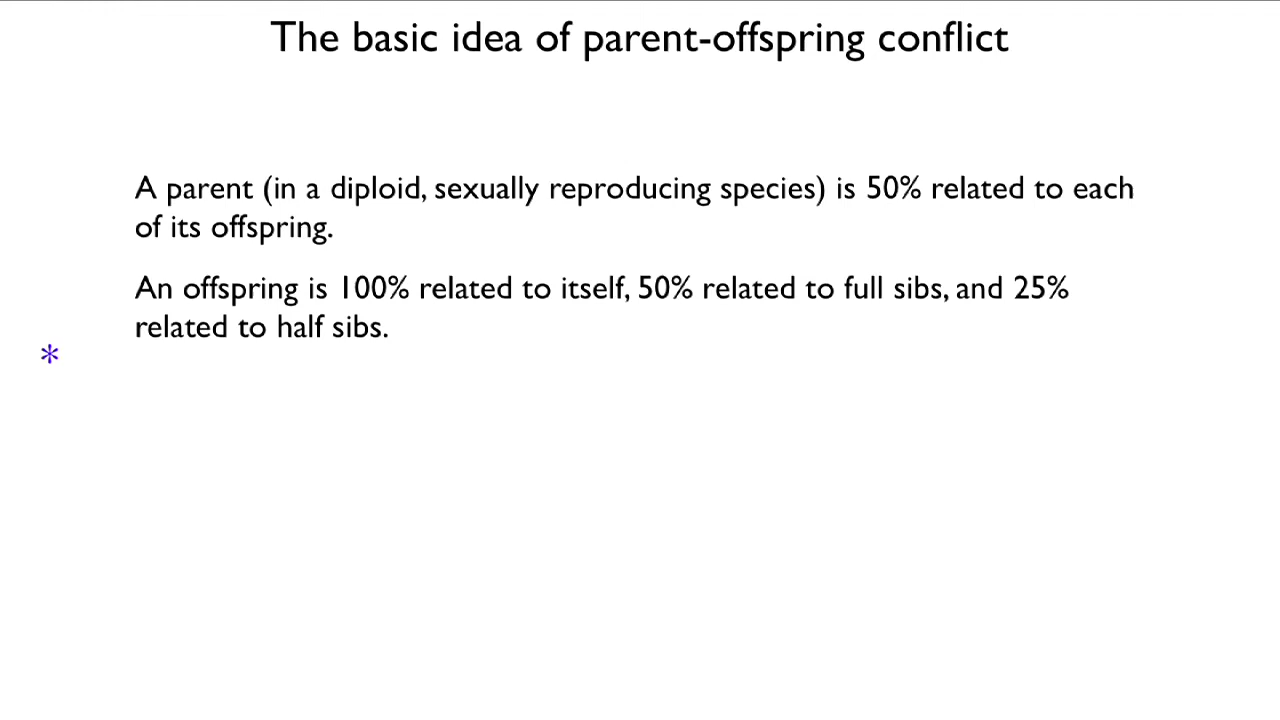 The basic idea of parent-offspring conflict
A parent (in a diploid, sexually reproducing species) is 50% related to each
of its offspring.
An offspring is 100% related to itself, 50% related to full sibs, and 25%
related to half sibs.
*